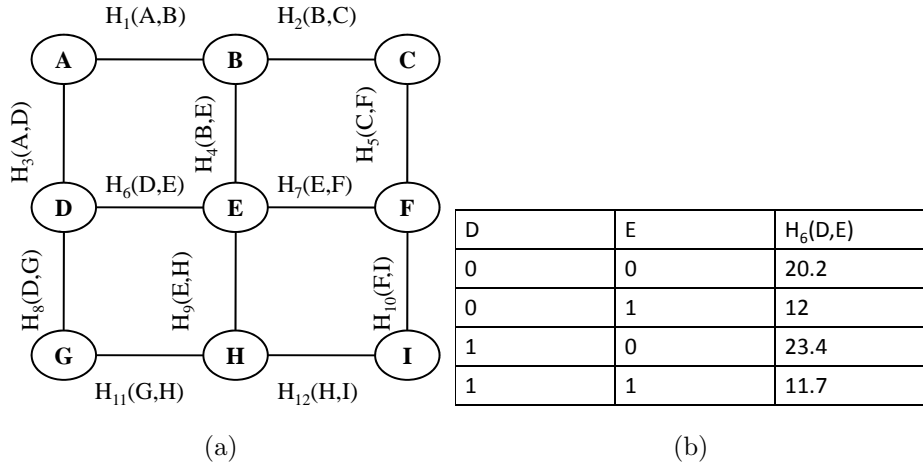 H₁(A,B) H₂(B,C)
A B C
H₃(A,D) H₄(B,E) H₅(C,F)
H₆(D,E) H₇(E,F)
D E F
H₈(D,G) H₉(E,H) H₁₀(F,I)
G H I
H₁₁(G,H) H₁₂(H,I)
(a)
D E H₆(D,E)
0 0 20.2
0 1 12
1 0 23.4
1 1 11.7
(b)